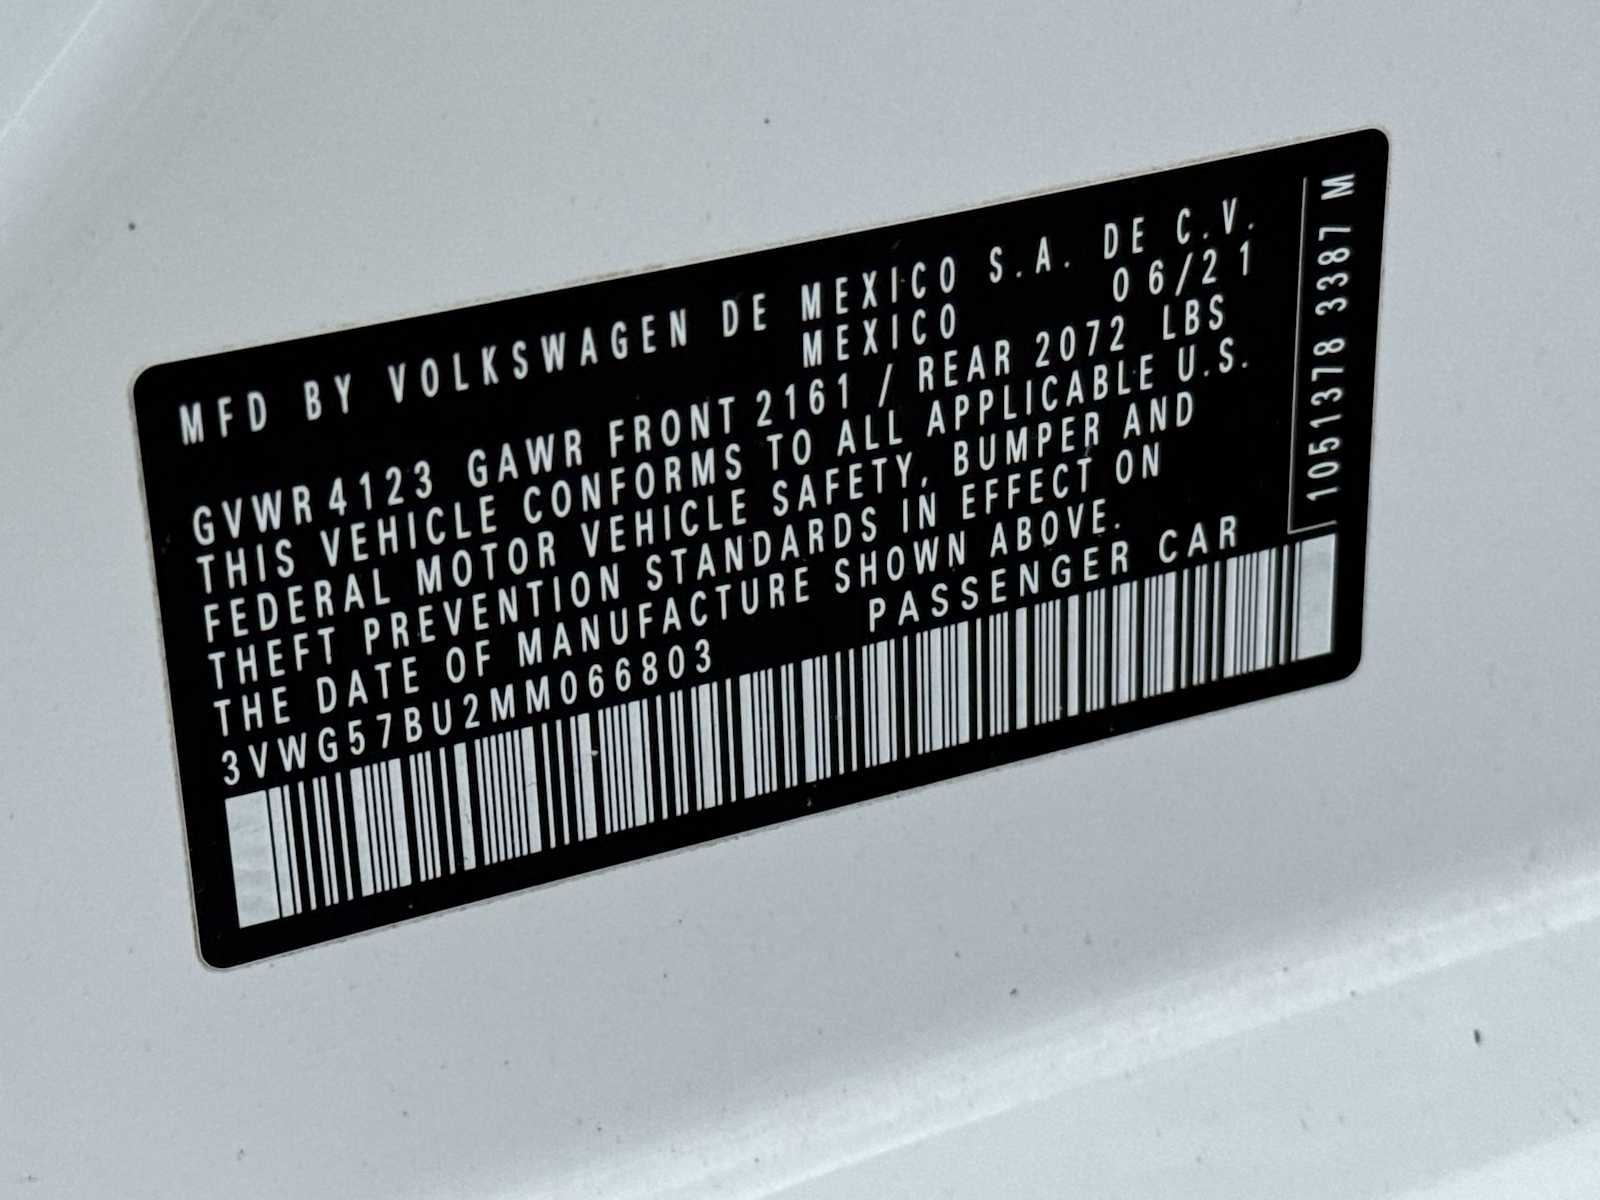 MFD BY VOLKSWAGEN DE MEXICO S.A. DE C.V.
MEXICO 06/21
GVWR 4123 GAWR FRONT 2161 / REAR 2072 LBS
THIS VEHICLE CONFORMS TO ALL APPLICABLE U.S.
FEDERAL MOTOR VEHICLE SAFETY, BUMPER AND
THEFT PREVENTION STANDARDS IN EFFECT ON
THE DATE OF MANUFACTURE SHOWN ABOVE.
3VWG57BU2MM066803 PASSENGER CAR
1051378 3387 M